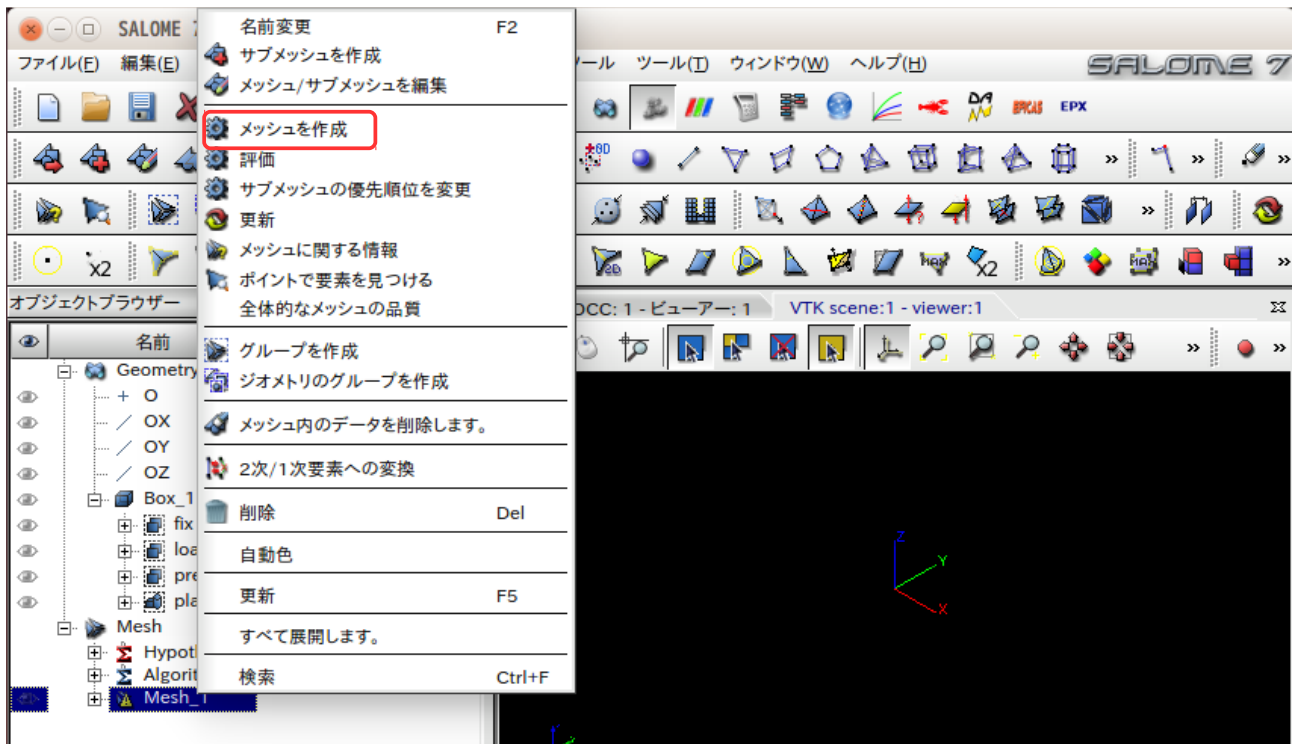 SALOME 7
ファイル(F) 編集(E) ール ツール(T) ウィンドウ(W) ヘルプ(H) SALOME 7
名前変更 F2
サブメッシュを作成
メッシュ/サブメッシュを編集
メッシュを作成
評価
サブメッシュの優先順位を変更
更新
メッシュに関する情報
ポイントで要素を見つける
全体的なメッシュの品質
グループを作成
ジオメトリのグループを作成
メッシュ内のデータを削除します。
2次/1次要素への変換
削除 Del
自動色
更新 F5
すべて展開します。
検索 Ctrl+F
EFICAS EPX
+0D
x2 2D MAX x2 MAX
オブジェクトブラウザー
OCC: 1 - ビューアー: 1 VTK scene:1 - viewer:1
名前
Geometry
O
OX
OY
OZ
Box_1
fix
loa
pre
pla
Mesh
Hypot
Algorit
Mesh_1
Z
Y
X